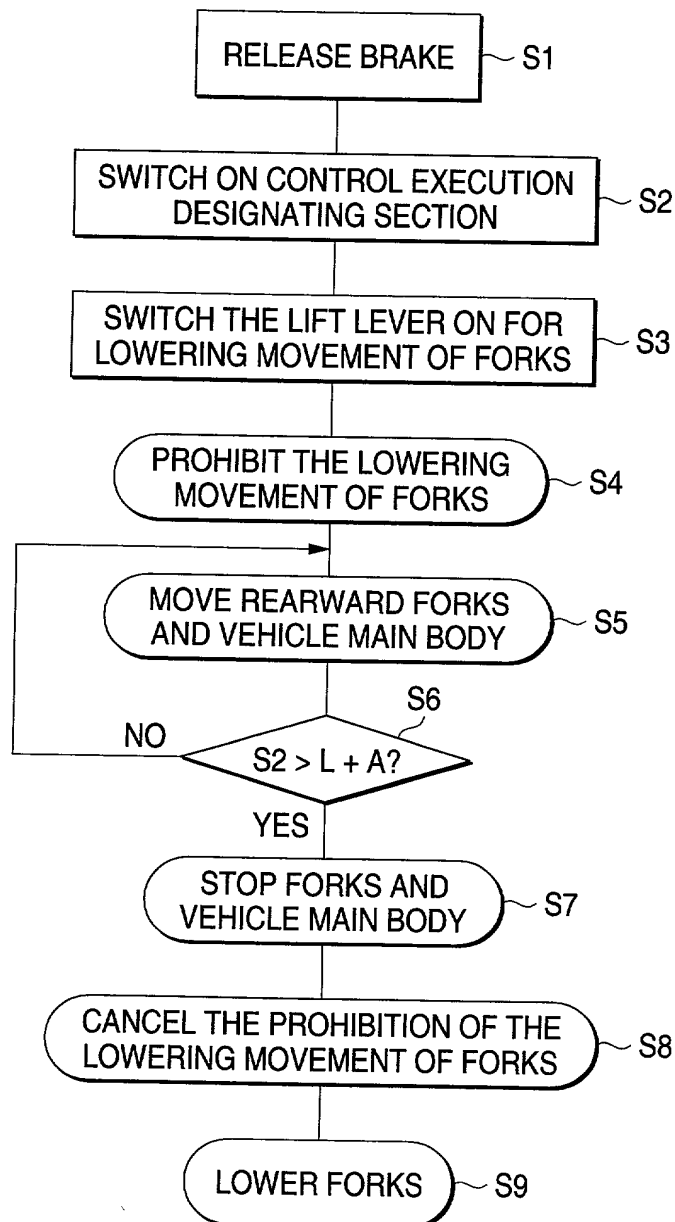 RELEASE BRAKE
S1
SWITCH ON CONTROL EXECUTION
DESIGNATING SECTION
S2
SWITCH THE LIFT LEVER ON FOR
LOWERING MOVEMENT OF FORKS
S3
PROHIBIT THE LOWERING
MOVEMENT OF FORKS
S4
MOVE REARWARD FORKS
AND VEHICLE MAIN BODY
S5
S6
NO
S2 > L + A?
YES
STOP FORKS AND
VEHICLE MAIN BODY
S7
CANCEL THE PROHIBITION OF THE
LOWERING MOVEMENT OF FORKS
S8
LOWER FORKS
S9